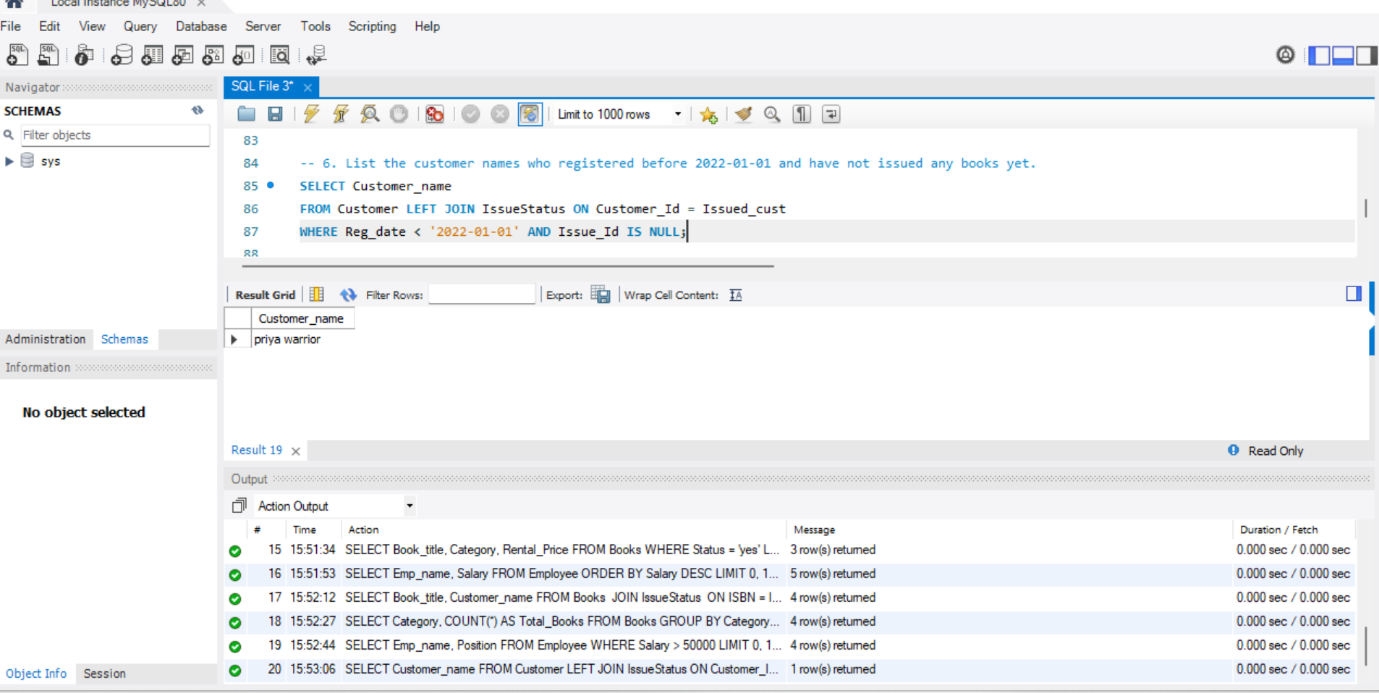 Local instance MySQL80 ×
File Edit View Query Database Server Tools Scripting Help
Navigator
SCHEMAS
Filter objects
sys
Administration Schemas
Information
No object selected
Object Info Session
SQL File 3* ×
Limit to 1000 rows
83
84 -- 6. List the customer names who registered before 2022-01-01 and have not issued any books yet.
85 SELECT Customer_name
86 FROM Customer LEFT JOIN IssueStatus ON Customer_Id = Issued_cust
87 WHERE Reg_date < '2022-01-01' AND Issue_Id IS NULL;
88
Result Grid Filter Rows: Export: Wrap Cell Content:
Customer_name
priya warrior
Result 19 × Read Only
Output
Action Output
# Time Action Message Duration / Fetch
15 15:51:34 SELECT Book_title, Category, Rental_Price FROM Books WHERE Status = 'yes' L... 3 row(s) returned 0.000 sec / 0.000 sec
16 15:51:53 SELECT Emp_name, Salary FROM Employee ORDER BY Salary DESC LIMIT 0, 1... 5 row(s) returned 0.000 sec / 0.000 sec
17 15:52:12 SELECT Book_title, Customer_name FROM Books JOIN IssueStatus ON ISBN = I... 4 row(s) returned 0.000 sec / 0.000 sec
18 15:52:27 SELECT Category, COUNT(*) AS Total_Books FROM Books GROUP BY Category... 4 row(s) returned 0.000 sec / 0.000 sec
19 15:52:44 SELECT Emp_name, Position FROM Employee WHERE Salary > 50000 LIMIT 0, 1... 4 row(s) returned 0.000 sec / 0.000 sec
20 15:53:06 SELECT Customer_name FROM Customer LEFT JOIN IssueStatus ON Customer_I... 1 row(s) returned 0.000 sec / 0.000 sec